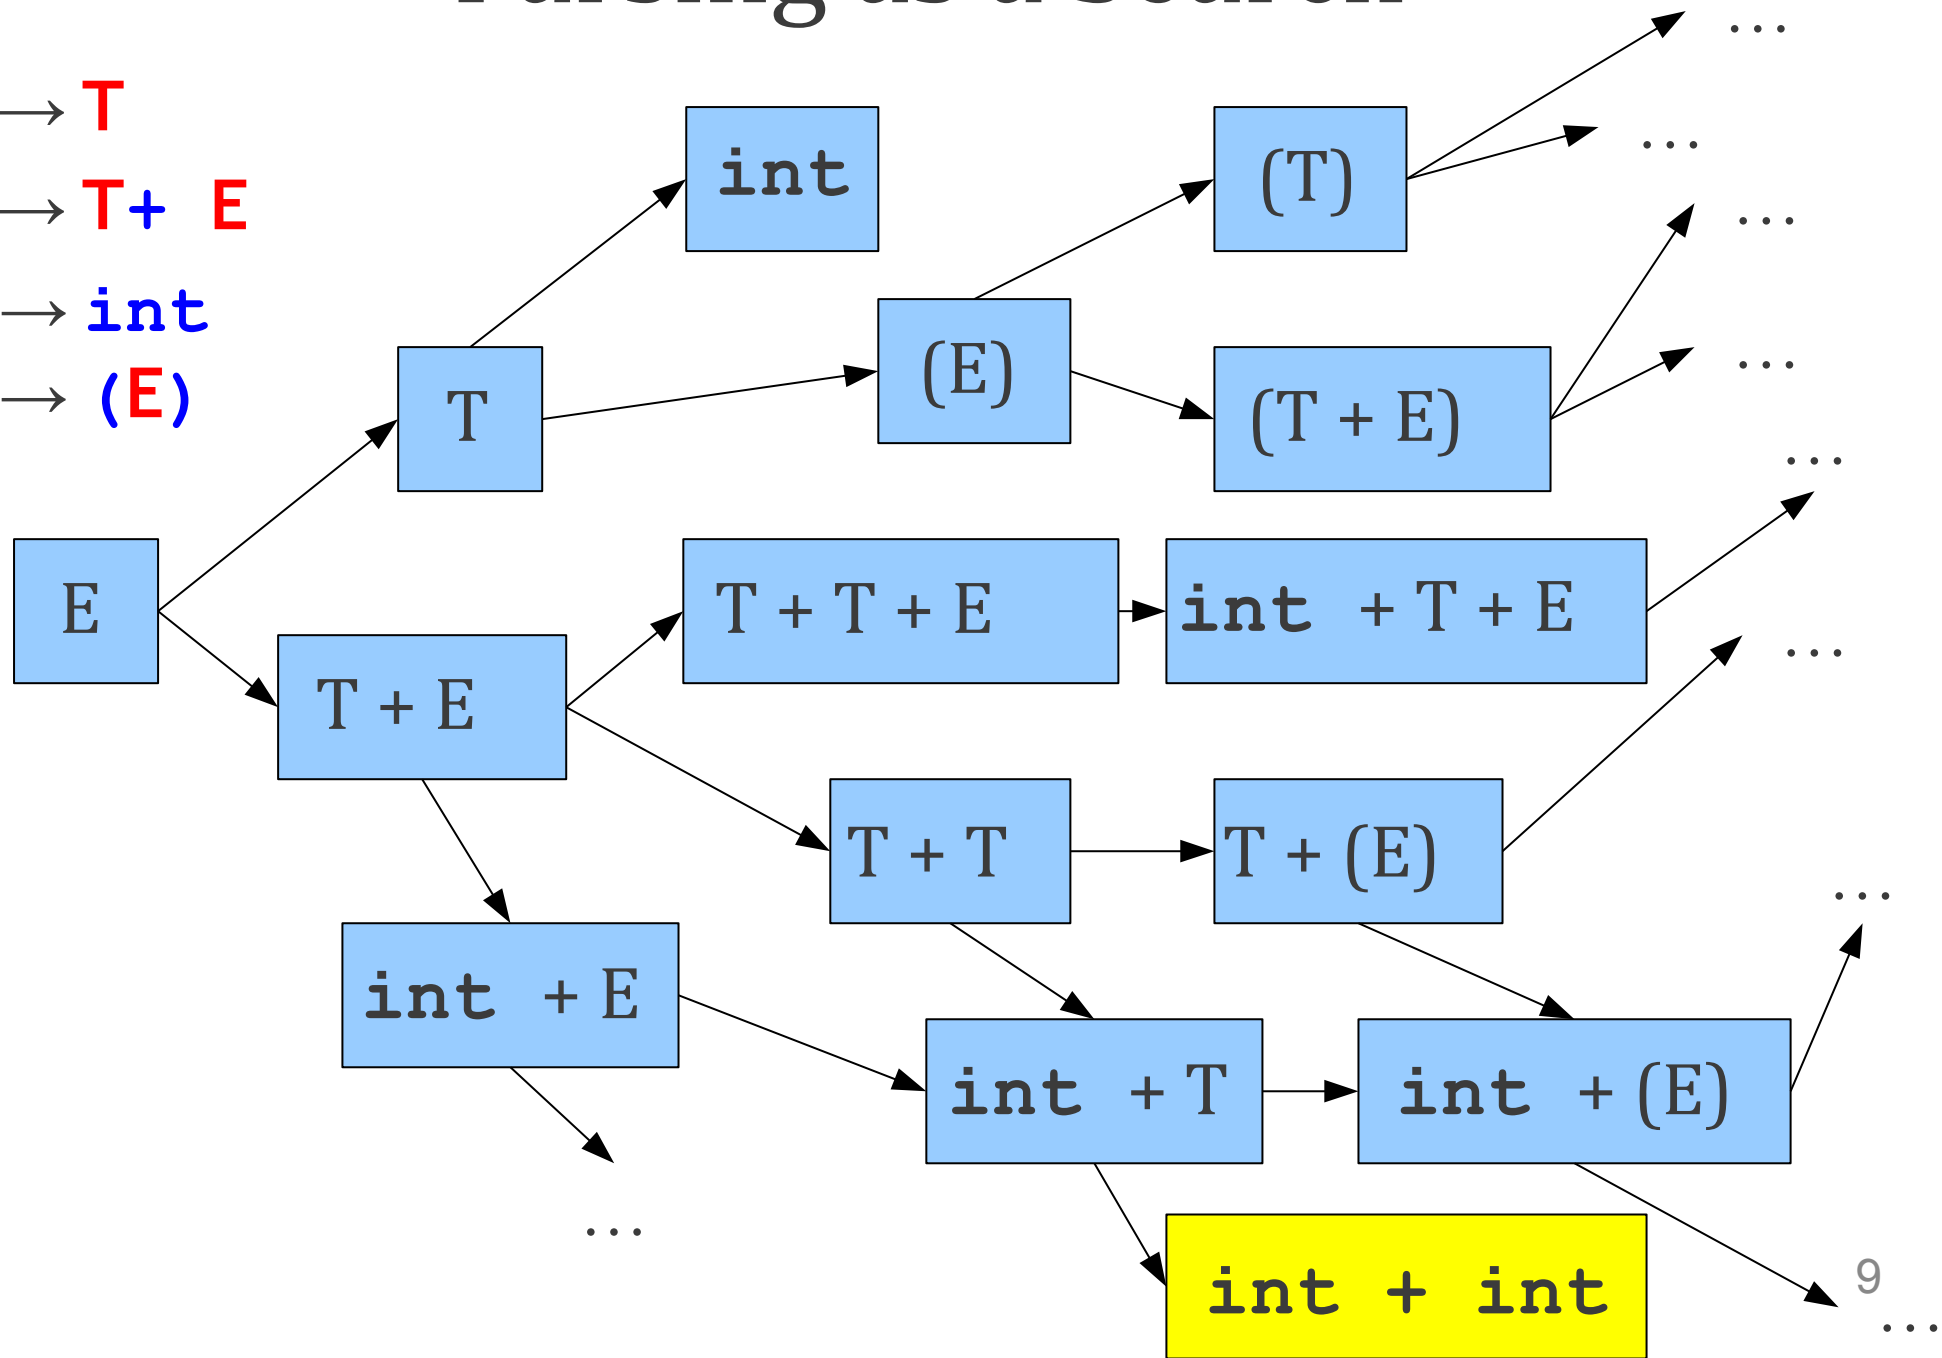 → T
→ T+ E
→ int
→ (E)
...
int
(T)
...
...
(E)
T
(T + E)
...
...
E
T + T + E
int + T + E
...
T + E
T + T
T + (E)
...
int + E
int + T
int + (E)
...
int + int
9
...